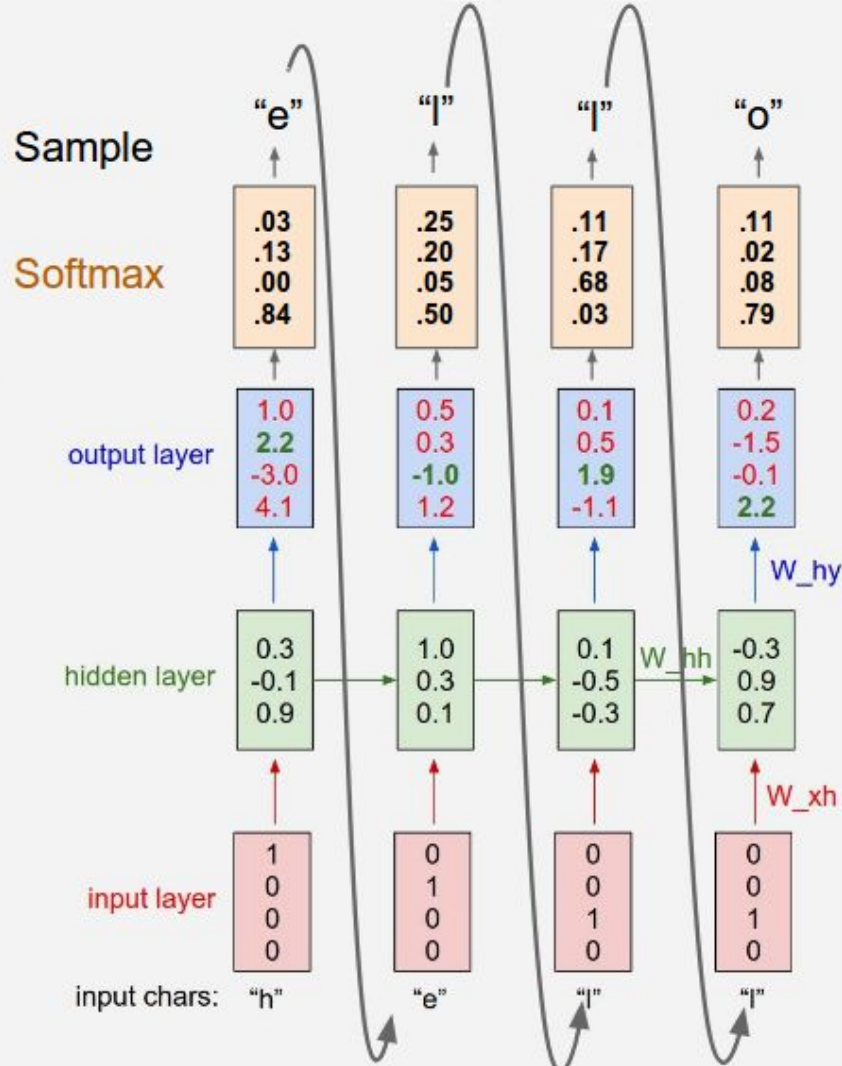 “e” “l” “l” “o”
Sample
.03 .25 .11 .11
.13 .20 .17 .02
Softmax
.00 .05 .68 .08
.84 .50 .03 .79
1.0 0.5 0.1 0.2
2.2 0.3 0.5 -1.5
output layer
-3.0 -1.0 1.9 -0.1
4.1 1.2 -1.1 2.2
W_hy
0.3 1.0 0.1 W_hh -0.3
hidden layer -0.1 0.3 -0.5 0.9
0.9 0.1 -0.3 0.7
W_xh
1 0 0 0
0 1 0 0
input layer
0 0 1 1
0 0 0 0
input chars: “h” “e” “l” “l”